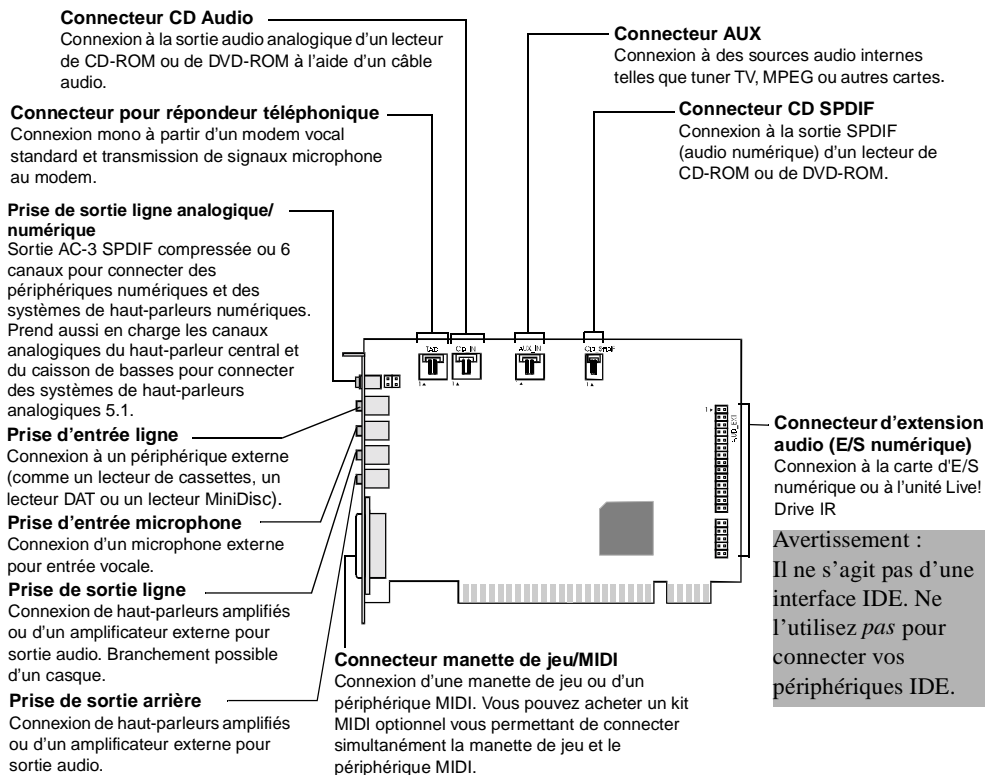 Connecteur CD Audio
Connexion à la sortie audio analogique d'un lecteur
de CD-ROM ou de DVD-ROM à l'aide d'un câble
audio.
Connecteur pour répondeur téléphonique
Connexion mono à partir d'un modem vocal
standard et transmission de signaux microphone
au modem.
Prise de sortie ligne analogique/
numérique
Sortie AC-3 SPDIF compressée ou 6
canaux pour connecter des
périphériques numériques et des
systèmes de haut-parleurs numériques.
Prend aussi en charge les canaux
analogiques du haut-parleur central et
du caisson de basses pour connecter
des systèmes de haut-parleurs
analogiques 5.1.
Prise d'entrée ligne
Connexion à un périphérique externe
(comme un lecteur de cassettes, un
lecteur DAT ou un lecteur MiniDisc).
Prise d'entrée microphone
Connexion d'un microphone externe
pour entrée vocale.
Prise de sortie ligne
Connexion de haut-parleurs amplifiés
ou d'un amplificateur externe pour
sortie audio. Branchement possible
d'un casque.
Prise de sortie arrière
Connexion de haut-parleurs amplifiés
ou d'un amplificateur externe pour
sortie audio.
Connecteur AUX
Connexion à des sources audio internes
telles que tuner TV, MPEG ou autres cartes.
Connecteur CD SPDIF
Connexion à la sortie SPDIF
(audio numérique) d'un lecteur de
CD-ROM ou de DVD-ROM.
TAD
CD_IN
AUX_IN
CD_SPDIF
1
1
1
1
AUD_EXT
Connecteur d'extension
audio (E/S numérique)
Connexion à la carte d'E/S
numérique ou à l'unité Live!
Drive IR
Avertissement :
Il ne s'agit pas d'une
interface IDE. Ne
l'utilisez pas pour
connecter vos
périphériques IDE.
Connecteur manette de jeu/MIDI
Connexion d'une manette de jeu ou d'un
périphérique MIDI. Vous pouvez acheter un kit
MIDI optionnel vous permettant de connecter
simultanément la manette de jeu et le
périphérique MIDI.